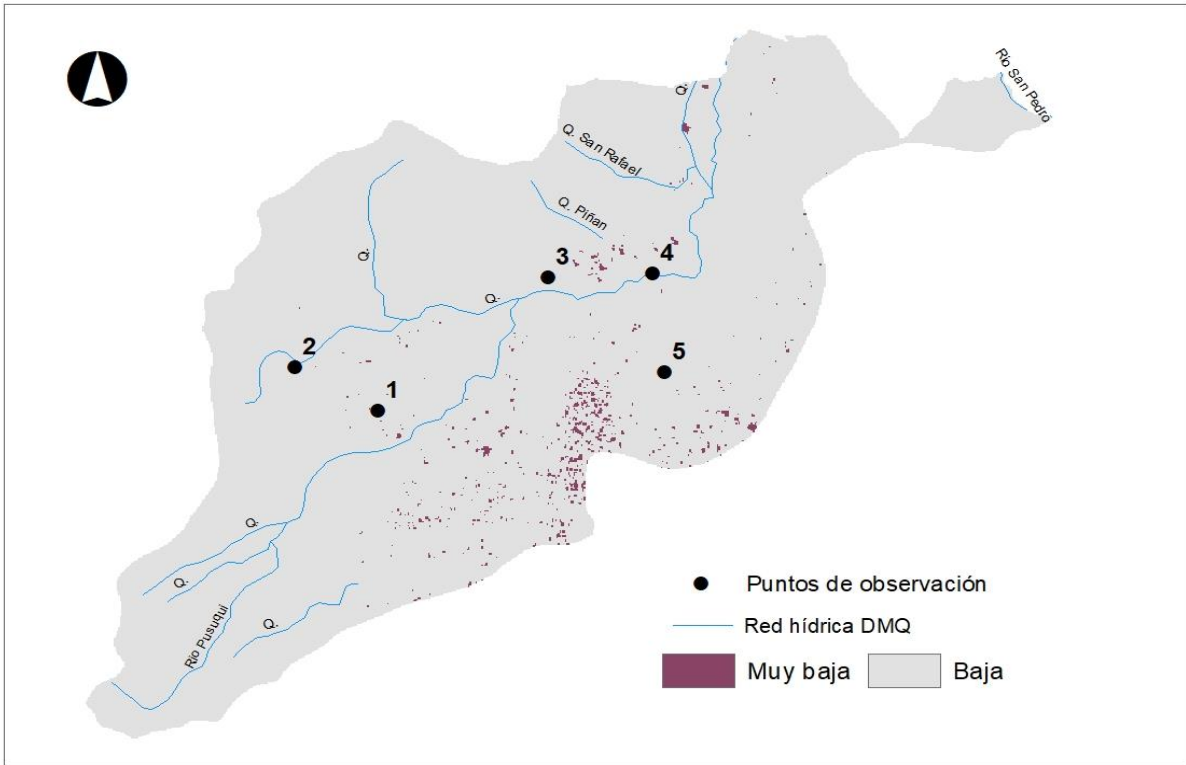 Río San Pedro
Q.
Q. San Rafael
Q. Piñan
Q.
3
4
Q.
2
5
1
Q.
Q.
Río Pusuqui
Q.
Puntos de observación
Red hídrica DMQ
Muy baja
Baja